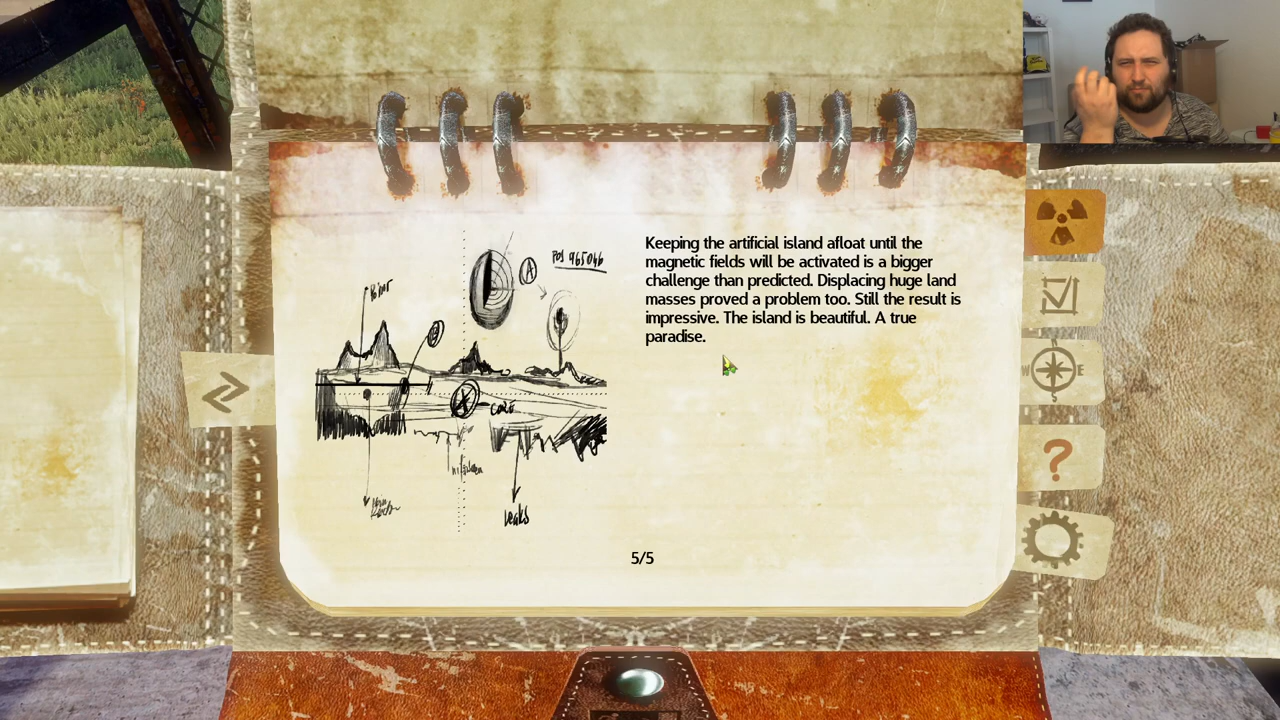 Keeping the artificial island afloat until the
magnetic fields will be activated is a bigger
challenge than predicted. Displacing huge land
masses proved a problem too. Still the result is
impressive. The island is beautiful. A true
paradise.
A
Core
Leaks
5/5
W
E
?